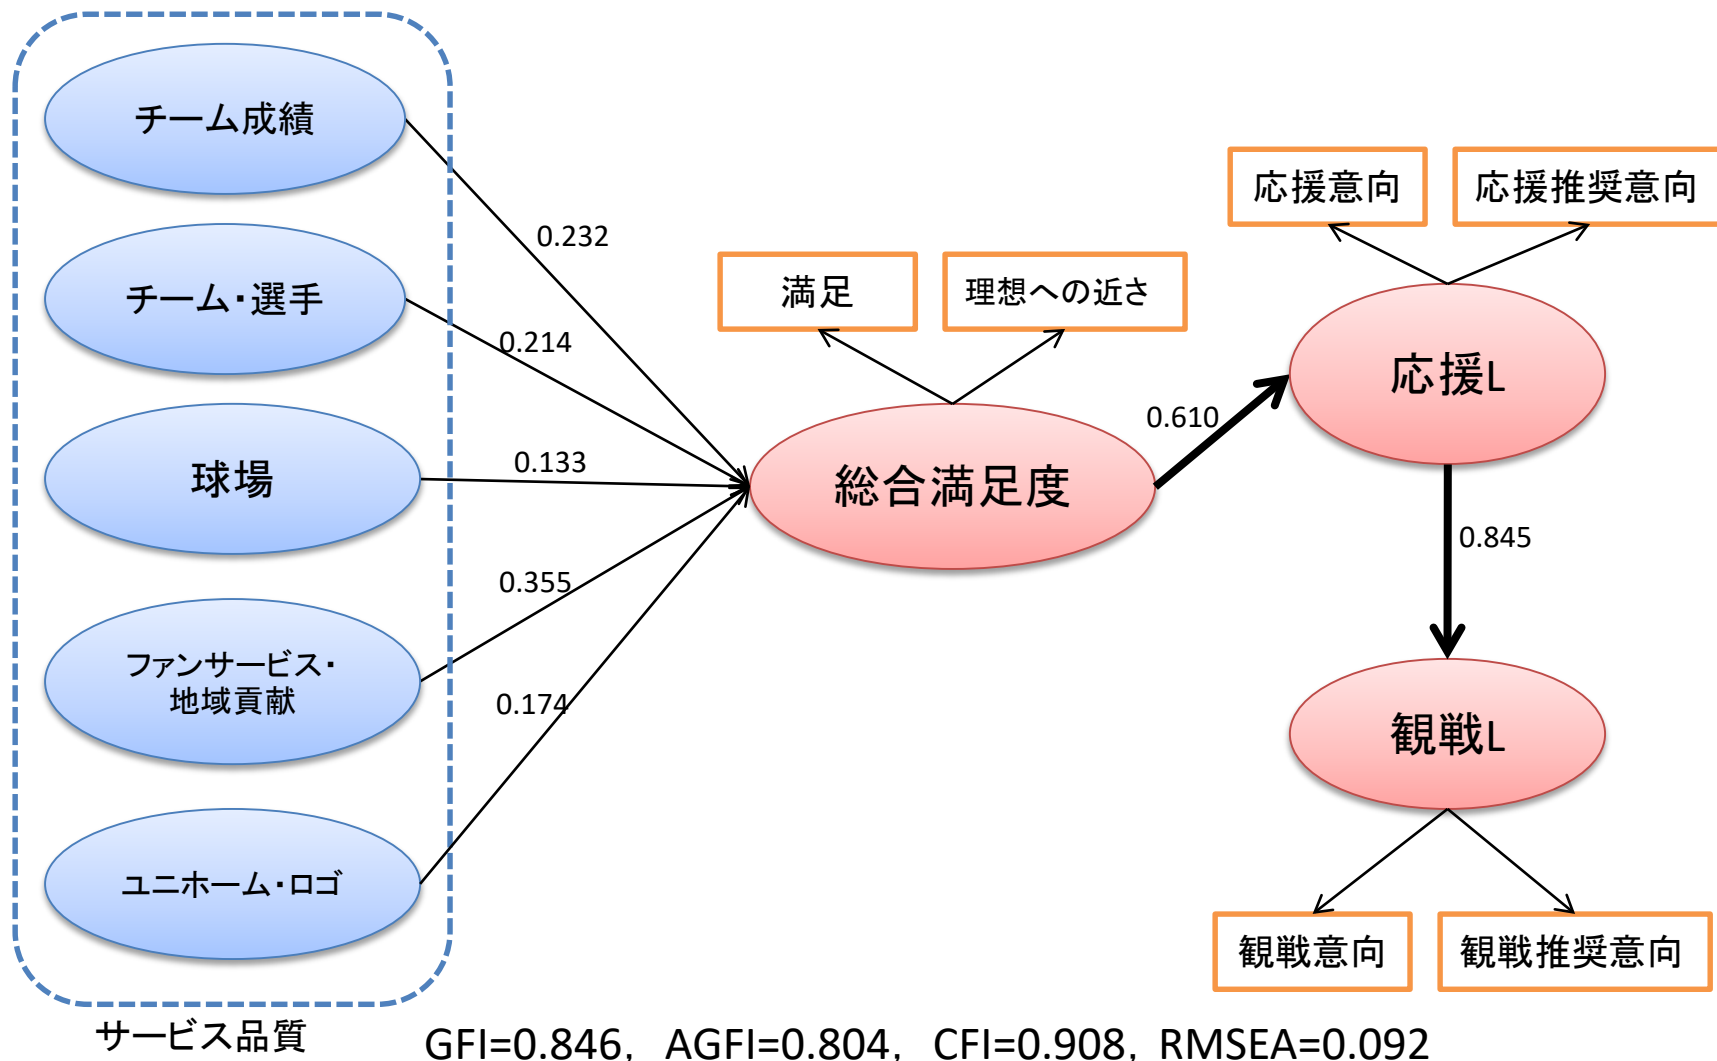 チーム成績
チーム・選手
球場
ファンサービス・
地域貢献
ユニホーム・ロゴ
サービス品質
0.232
0.214
0.133
0.355
0.174
満足
理想への近さ
総合満足度
0.610
応援意向
応援推奨意向
応援L
0.845
観戦L
観戦意向
観戦推奨意向
GFI=0.846, AGFI=0.804, CFI=0.908, RMSEA=0.092